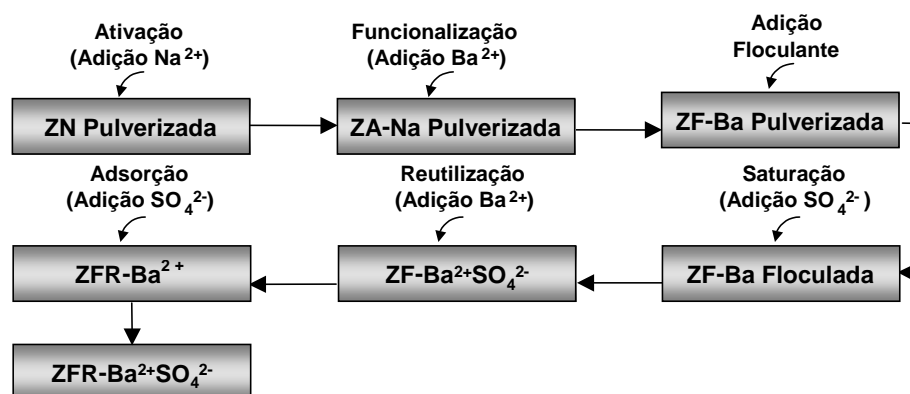 Ativação
(Adição Na²⁺)
Funcionalização
(Adição Ba²⁺)
Adição
Floculante
ZN Pulverizada
ZA-Na Pulverizada
ZF-Ba Pulverizada
Adsorção
(Adição SO₄²⁻)
Reutilização
(Adição Ba²⁺)
Saturação
(Adição SO₄²⁻ )
ZFR-Ba²⁺
ZF-Ba²⁺SO₄²⁻
ZF-Ba Floculada
ZFR-Ba²⁺SO₄²⁻